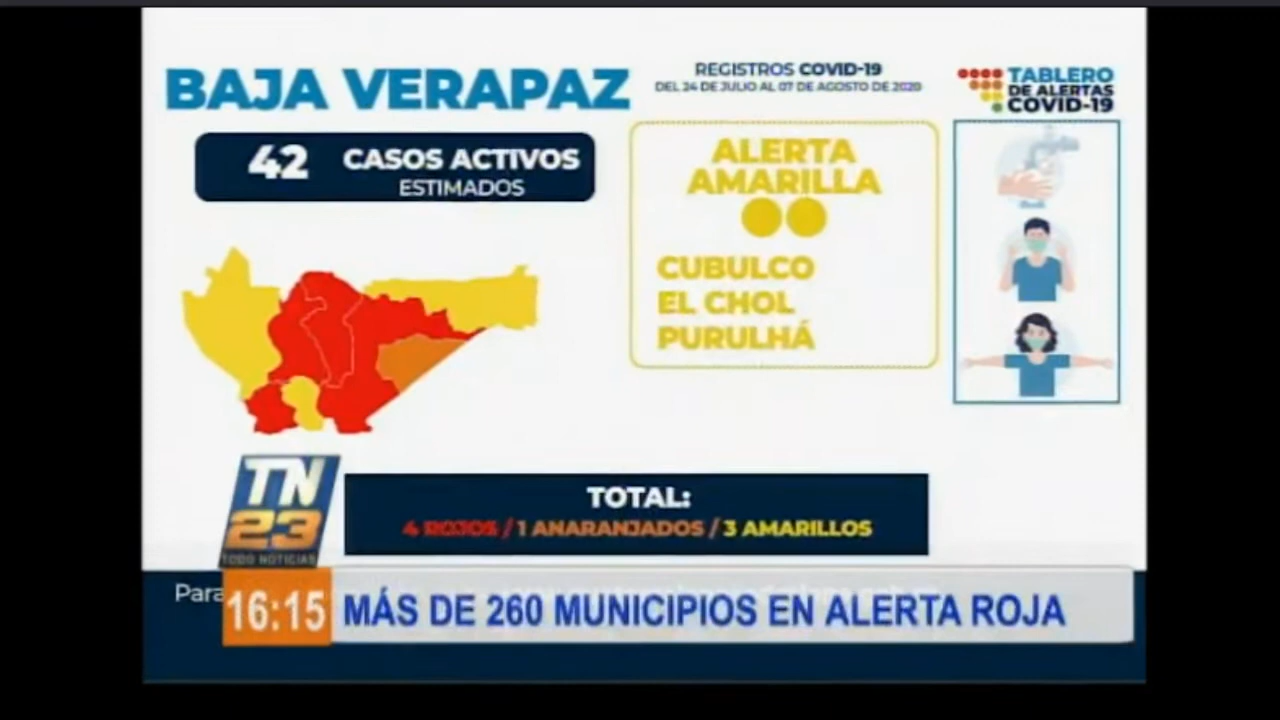 BAJA VERAPAZ
REGISTROS COVID-19
DEL 24 DE JULIO AL 07 DE AGOSTO DE 2020
TABLERO
DE ALERTAS
COVID-19
42 CASOS ACTIVOS
ESTIMADOS
ALERTA
AMARILLA
CUBULCO
EL CHOL
PURULHÁ
TN
23
TODO NOTICIAS
TOTAL:
4 ROJOS / 1 ANARANJADOS / 3 AMARILLOS
16:15 MÁS DE 260 MUNICIPIOS EN ALERTA ROJA